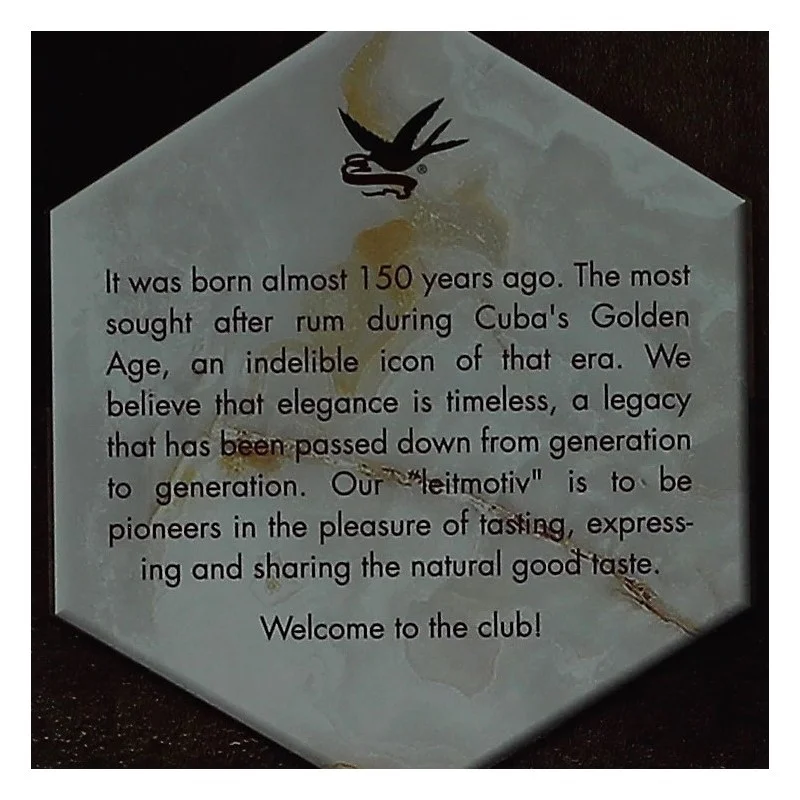 ®
It was born almost 150 years ago. The most
sought after rum during Cuba's Golden
Age, an indelible icon of that era. We
believe that elegance is timeless, a legacy
that has been passed down from generation
to generation. Our "leitmotiv" is to be
pioneers in the pleasure of tasting, express-
ing and sharing the natural good taste.
Welcome to the club!